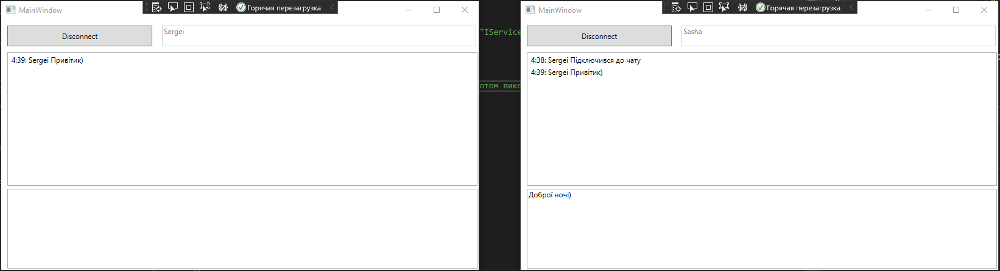 MainWindow
Горячая перезагрузка
Disconnect
Sergei
4:39: Sergei Привітик)
"IService
отом вико
MainWindow
Горячая перезагрузка
Disconnect
Sasha
4:38: Sergei Підключився до чату
4:39: Sergei Привітик)
Доброї ночі)